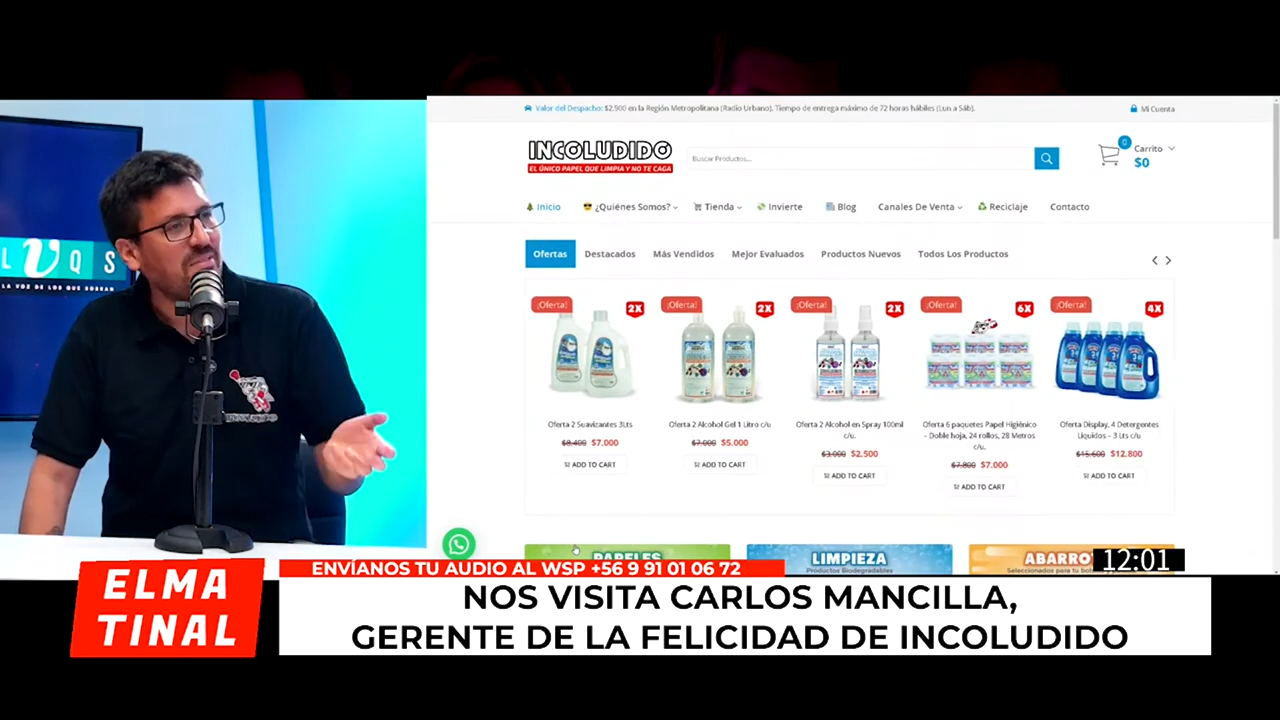 L V Q S
LA VOZ DE LOS QUE SOBRAN
Valor del Despacho: $2.900 en la Región Metropolitana (Radio Urbano). Tiempo de entrega máximo de 72 horas hábiles (Lun a Sáb).
Mi Cuenta
INCOLUDIDO
EL ÚNICO PAPEL QUE LIMPIA Y NO TE CAGA
Buscar Productos...
0
Carrito
$0
Inicio
¿Quiénes Somos?
Tienda
Invierte
Blog
Canales De Venta
Reciclaje
Contacto
Ofertas
Destacados
Más Vendidos
Mejor Evaluados
Productos Nuevos
Todos Los Productos
¡Oferta!
2X
¡Oferta!
2X
¡Oferta!
2X
¡Oferta!
6X
¡Oferta!
4X
Oferta 2 Suavizantes 3Lts
$8.400 $7.000
ADD TO CART
Oferta 2 Alcohol Gel 1 Litro c/u
$7.000 $5.000
ADD TO CART
Oferta 2 Alcohol en Spray 100ml
c/u.
$3.000 $2.500
ADD TO CART
Oferta 6 paquetes Papel Higiénico
– Doble hoja, 24 rollos, 28 Metros
c/u.
$7.800 $7.000
ADD TO CART
Oferta Display, 4 Detergentes
Líquidos – 3 Lts c/u
$15.600 $12.800
ADD TO CART
PAPELES
LIMPIEZA
Productos Biodegradables
ABARRO
Seleccionados para tu bols
12:01
ENVÍANOS TU AUDIO AL WSP +56 9 91 01 06 72
EL MA
TINAL
NOS VISITA CARLOS MANCILLA,
GERENTE DE LA FELICIDAD DE INCOLUDIDO